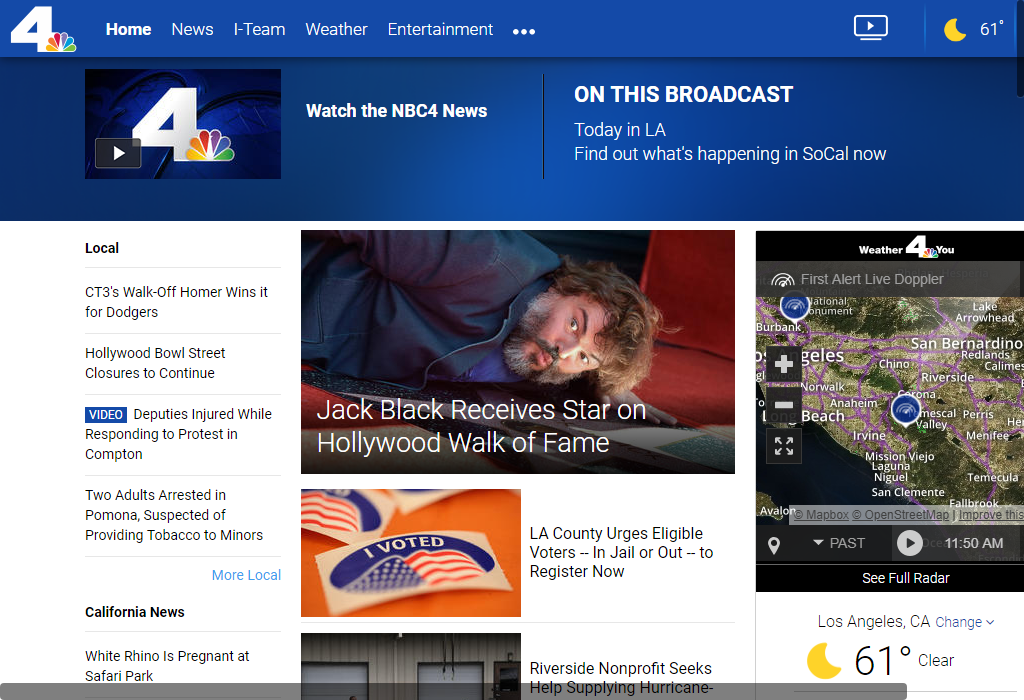 4
Home
News
I-Team
Weather
Entertainment
61°
4
Watch the NBC4 News
ON THIS BROADCAST
Today in LA
Find out what's happening in SoCal now
Local
CT3's Walk-Off Homer Wins it
for Dodgers
Hollywood Bowl Street
Closures to Continue
VIDEO Deputies Injured While
Responding to Protest in
Compton
Two Adults Arrested in
Pomona, Suspected of
Providing Tobacco to Minors
More Local
California News
White Rhino Is Pregnant at
Safari Park
Jack Black Receives Star on
Hollywood Walk of Fame
I VOTED
LA County Urges Eligible
Voters -- In Jail or Out -- to
Register Now
Riverside Nonprofit Seeks
Help Supplying Hurricane-
Weather 4 You
First Alert Live Doppler
National
Lake
Arrowhead
Burbank
San Bernardino
Redlands
Chino
Calimes
Riverside
Norwalk
Corona
Anaheim
Perris
Long Beach
Valley
Irvine
Menifee
Mission Viejo
Laguna
Niguel
Temecula
San Clemente
Fallbrook
Avalon
© Mapbox © OpenStreetMap | Improve this
PAST
11:50 AM
See Full Radar
Los Angeles, CA Change
61° Clear